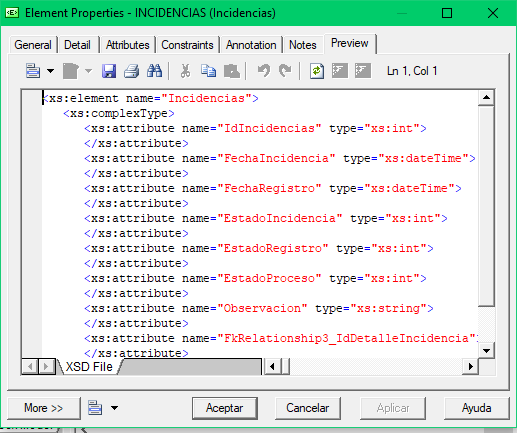 Element Properties - INCIDENCIAS (Incidencias)
General Detail Attributes Constraints Annotation Notes Preview
Ln 1, Col 1
<xs:element name="Incidencias">
<xs:complexType>
<xs:attribute name="IdIncidencias" type="xs:int">
</xs:attribute>
<xs:attribute name="FechaIncidencia" type="xs:dateTime">
</xs:attribute>
<xs:attribute name="FechaRegistro" type="xs:dateTime">
</xs:attribute>
<xs:attribute name="EstadoIncidencia" type="xs:int">
</xs:attribute>
<xs:attribute name="EstadoRegistro" type="xs:int">
</xs:attribute>
<xs:attribute name="EstadoProceso" type="xs:int">
</xs:attribute>
<xs:attribute name="Observacion" type="xs:string">
</xs:attribute>
<xs:attribute name="FkRelationship3_IdDetalleIncidencia"
</xs:attribute>
XSD File
More >> Aceptar Cancelar Aplicar Ayuda